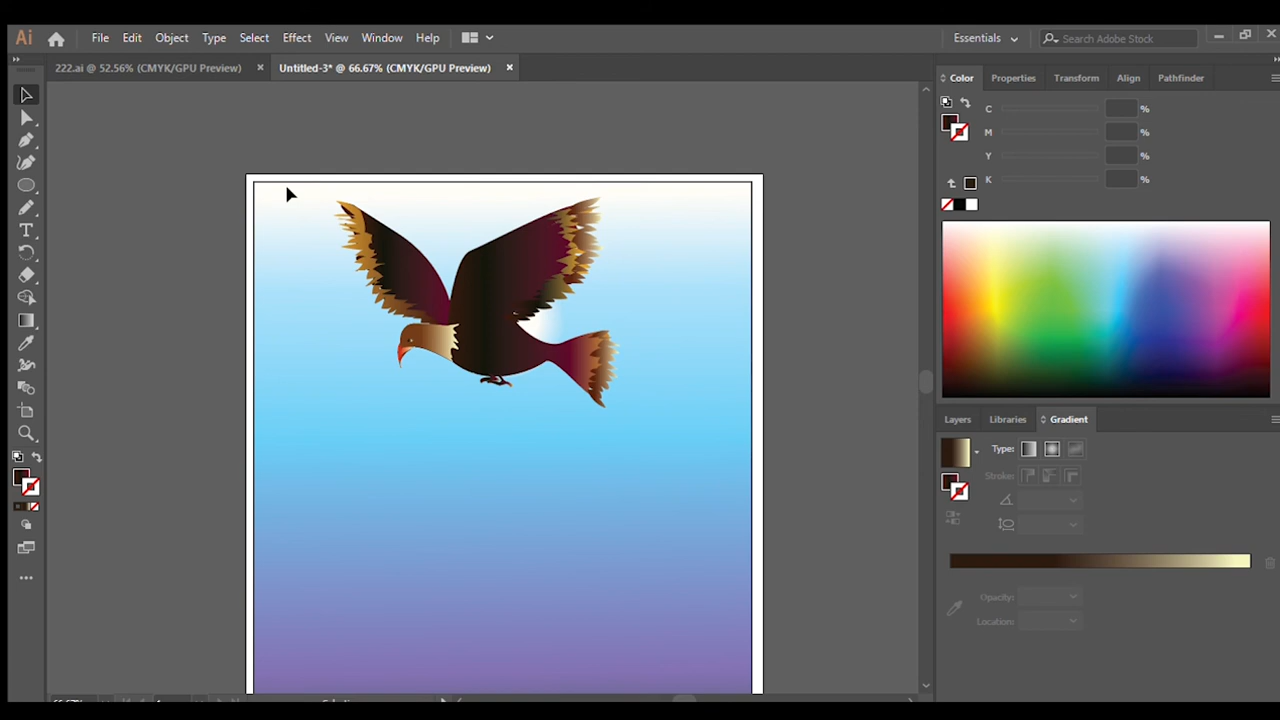 Ai File Edit Object Type Select Effect View Window Help Essentials Search Adobe Stock
222.ai @ 52.56% (CMYK/GPU Preview) Untitled-3* @ 66.67% (CMYK/GPU Preview)
Color Properties Transform Align Pathfinder
C %
M %
Y %
K %
Layers Libraries Gradient
Type:
Stroke:
Opacity:
Location: